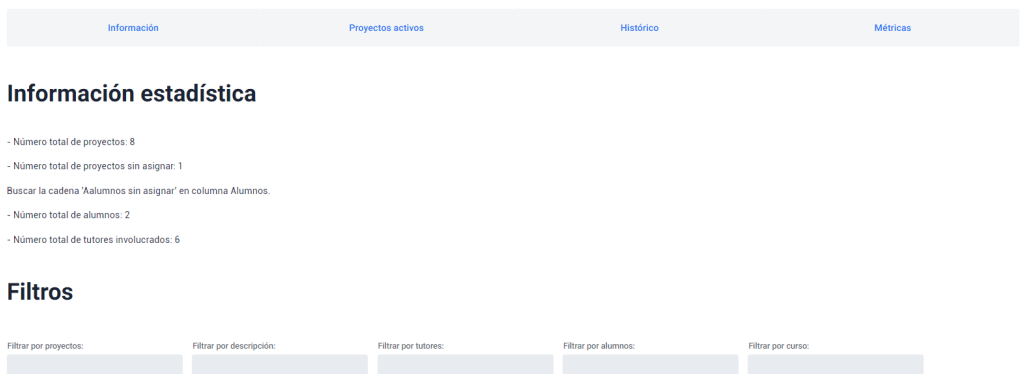 Información Proyectos activos Histórico Métricas
Información estadística
- Número total de proyectos: 8
- Número total de proyectos sin asignar: 1
Buscar la cadena 'Aalumnos sin asignar' en columna Alumnos.
- Número total de alumnos: 2
- Número total de tutores involucrados: 6
Filtros
Filtrar por proyectos: Filtrar por descripción: Filtrar por tutores: Filtrar por alumnos: Filtrar por curso: